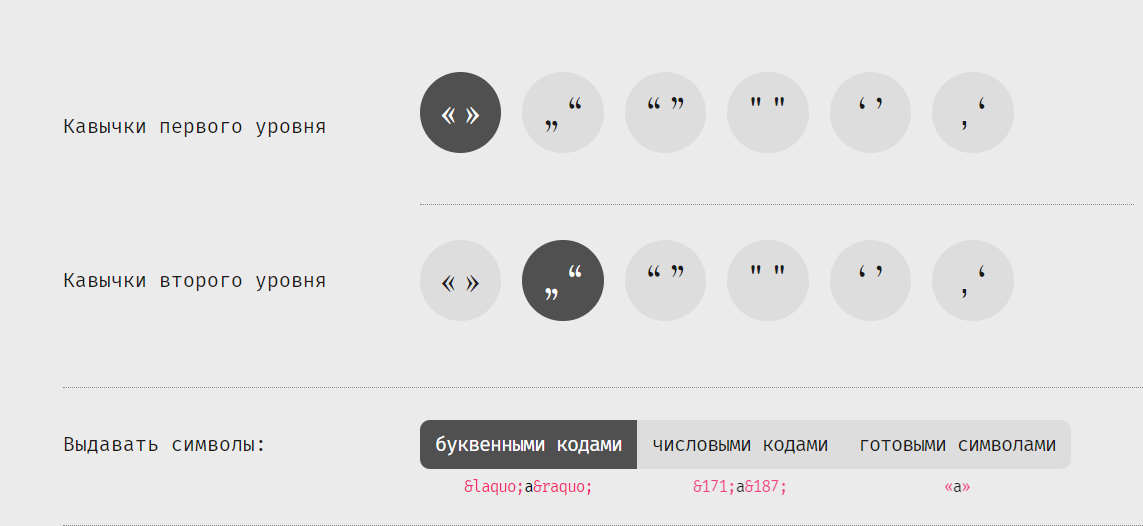 Кавычки первого уровня « » „ “ “ ” " " ‘ ’ ‚ ‘
Кавычки второго уровня « » „ “ “ ” " " ‘ ’ ‚ ‘
Выдавать символы: буквенными кодами числовыми кодами готовыми символами
&laquo;a&raquo; &171;a&187; «a»